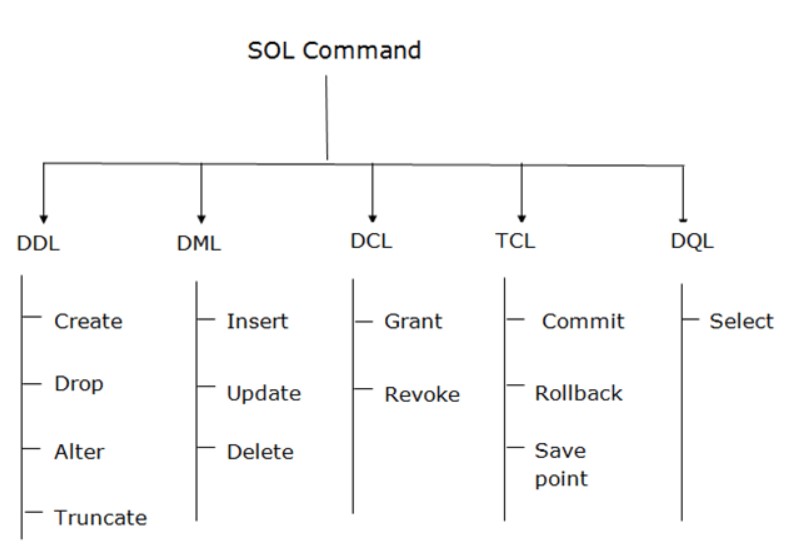 SOL Command
DDL
DML
DCL
TCL
DQL
Create
Drop
Alter
Truncate
Insert
Update
Delete
Grant
Revoke
Commit
Rollback
Save
point
Select